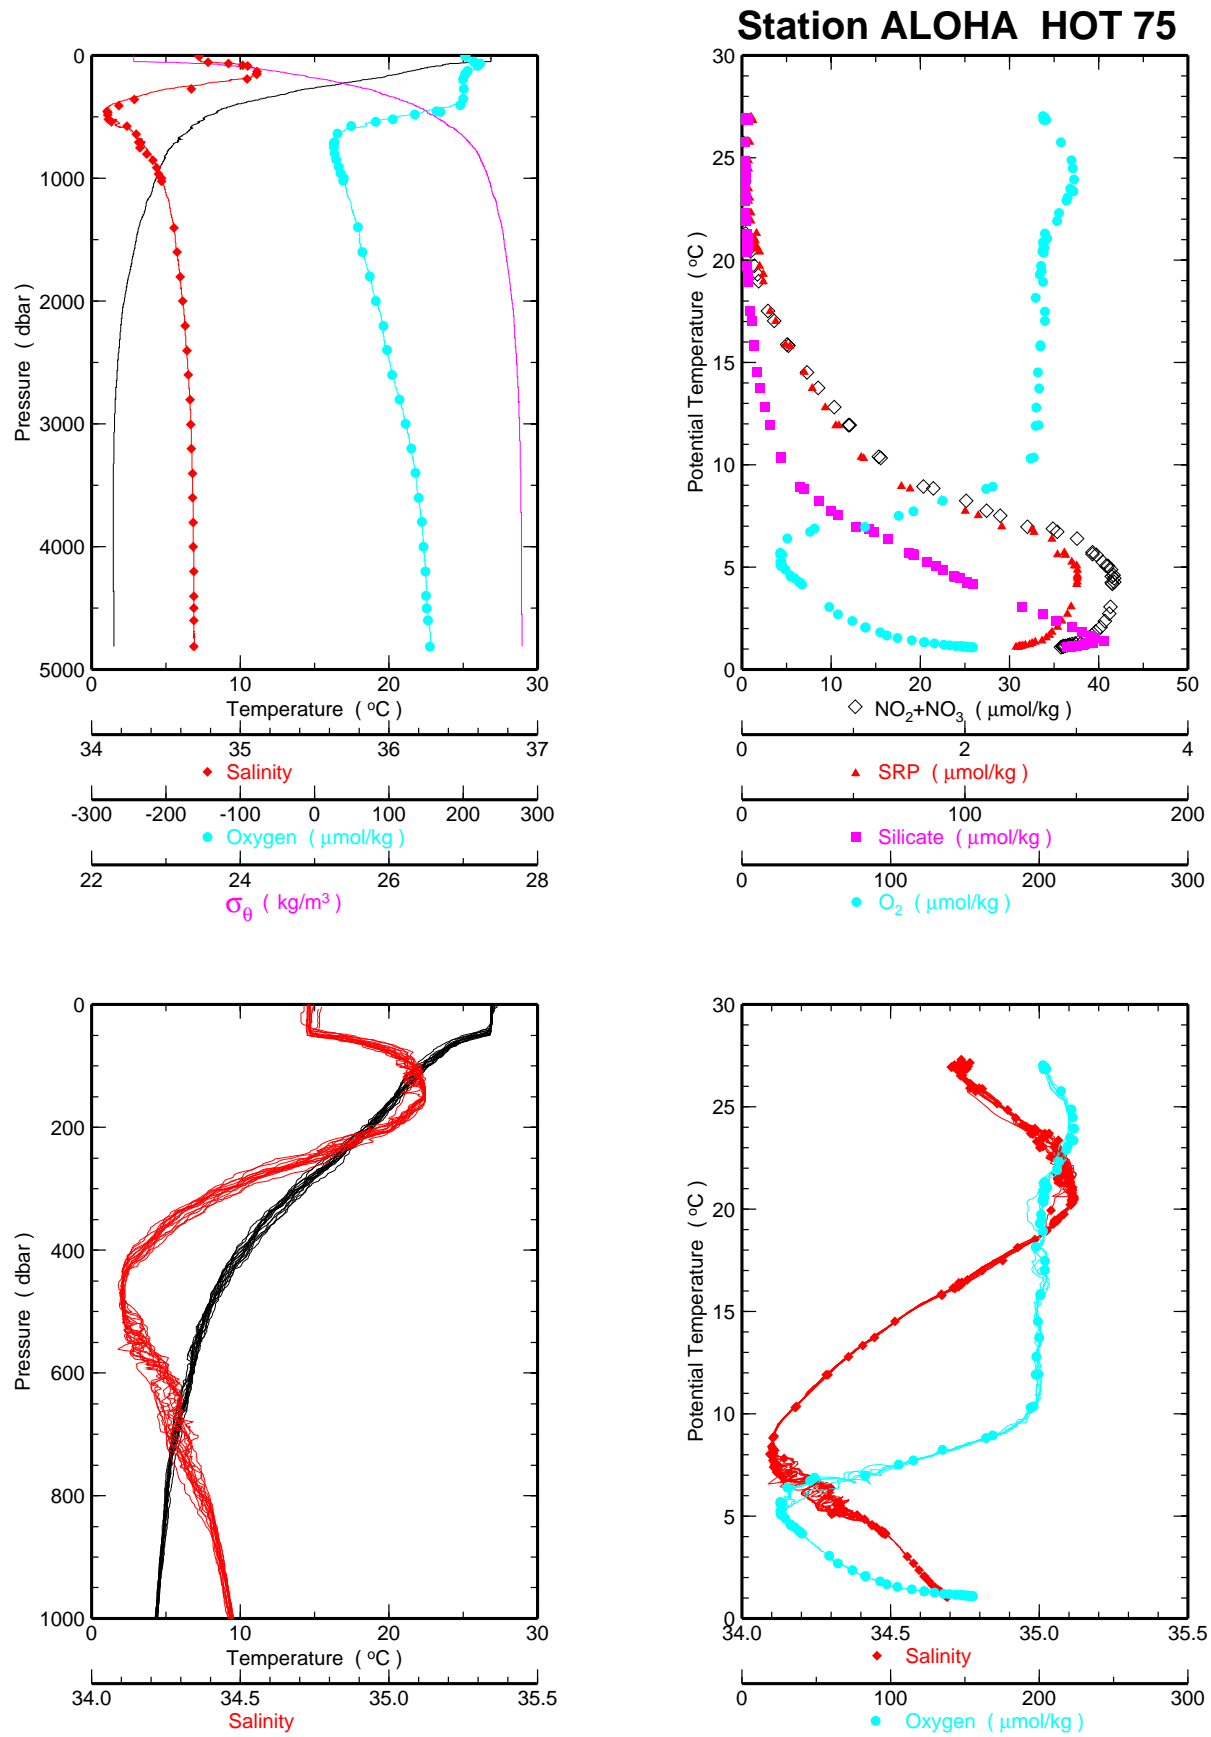 Station ALOHA HOT 75
0
1000
2000
3000
4000
5000
Pressure ( dbar )
0 10 20 30
Temperature ( °C )
34 35 36 37
Salinity
-300 -200 -100 0 100 200 300
Oxygen ( μmol/kg )
22 23 24 25 26 27 28
σθ ( kg/m³ )
30
25
20
15
10
5
0
Potential Temperature ( °C )
0 10 20 30 40 50
NO₂+NO₃ ( μmol/kg )
0 2 4
SRP ( μmol/kg )
0 50 100 150 200
Silicate ( μmol/kg )
0 100 200 300
O₂ ( μmol/kg )
0
200
400
600
800
1000
Pressure ( dbar )
0 10 20 30
Temperature ( °C )
34.0 34.5 35.0 35.5
Salinity
30
25
20
15
10
5
0
Potential Temperature ( °C )
34.0 34.5 35.0 35.5
Salinity
0 100 200 300
Oxygen ( μmol/kg )